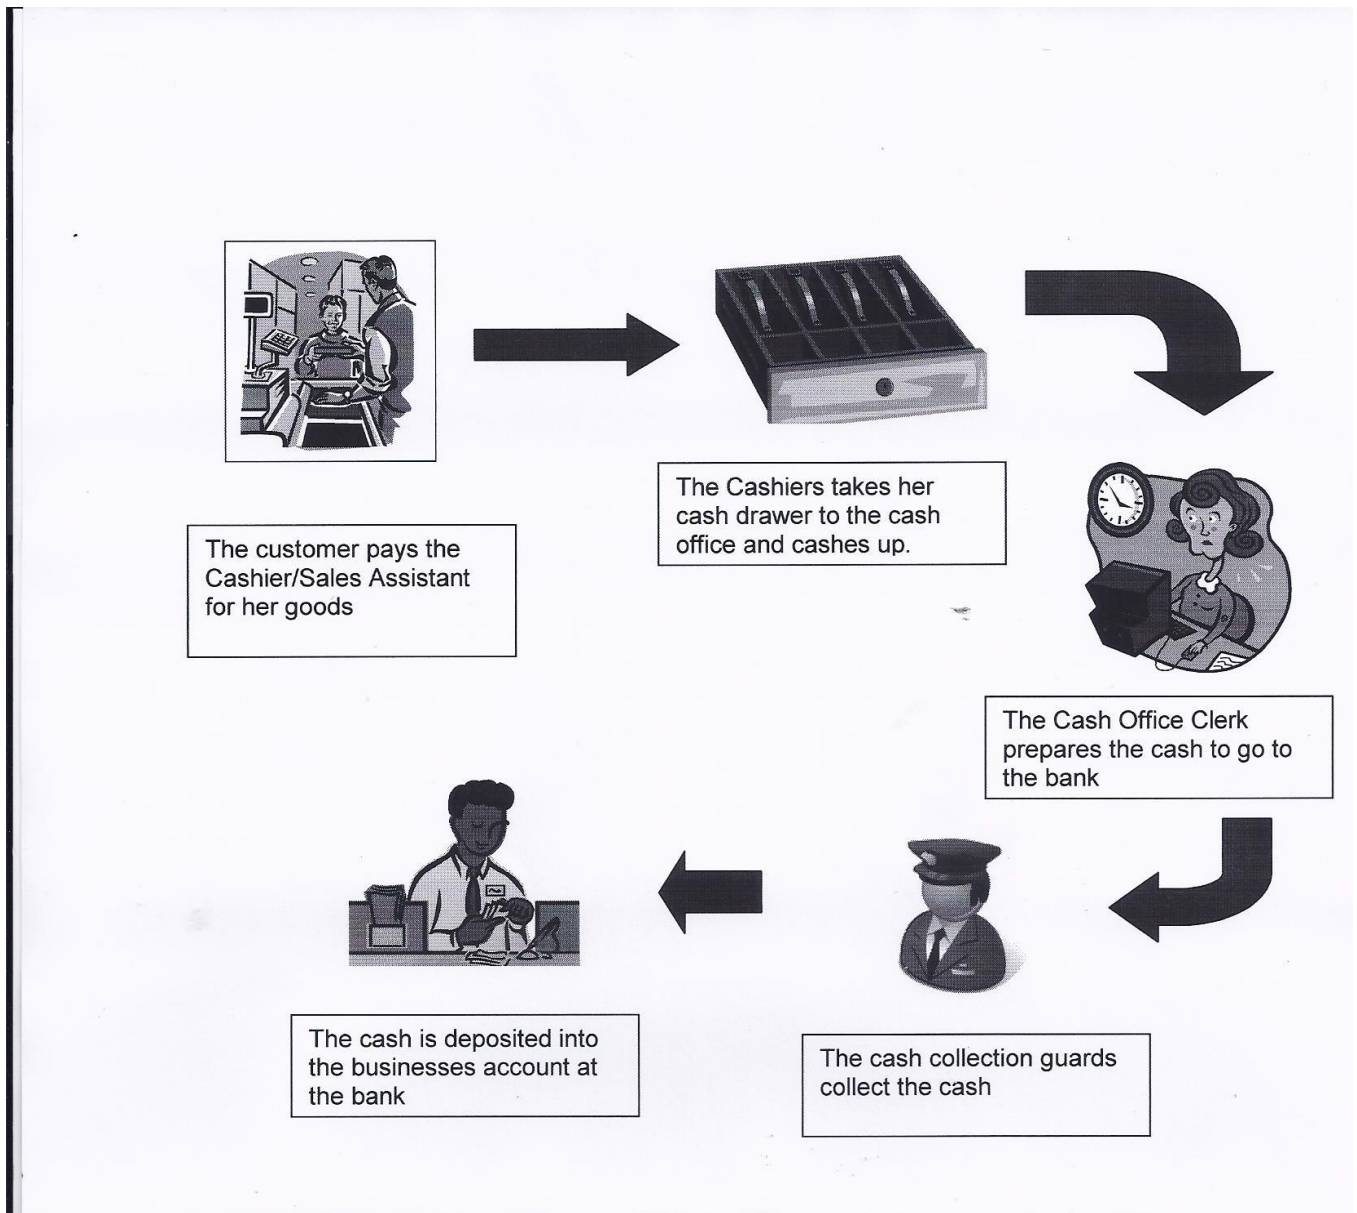 The customer pays the
Cashier/Sales Assistant
for her goods
The Cashiers takes her
cash drawer to the cash
office and cashes up.
The Cash Office Clerk
prepares the cash to go to
the bank
The cash collection guards
collect the cash
The cash is deposited into
the businesses account at
the bank